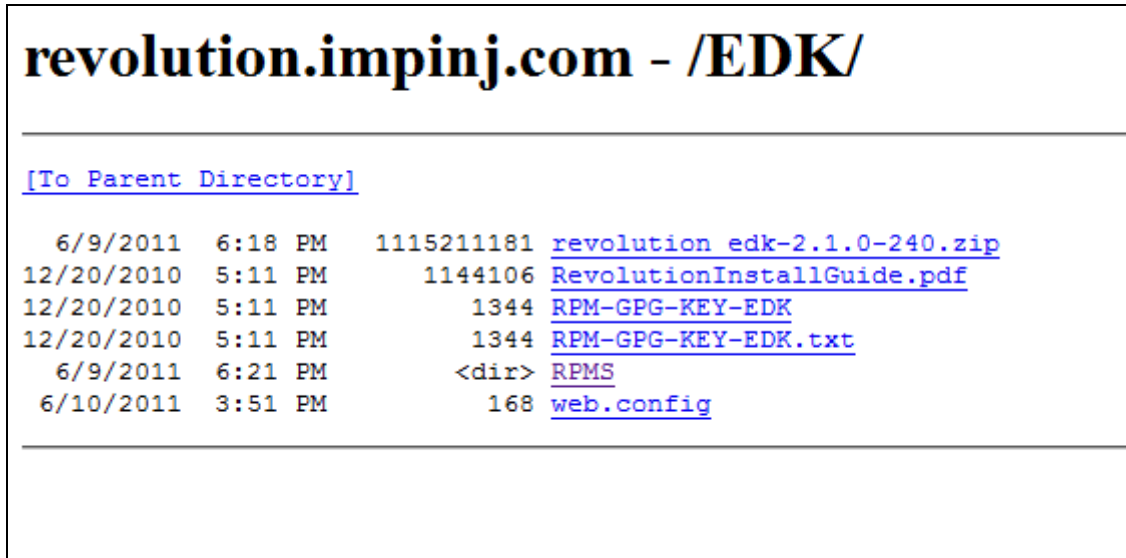 revolution.impinj.com - /EDK/
[To Parent Directory]
6/9/2011 6:18 PM 1115211181 revolution edk-2.1.0-240.zip
12/20/2010 5:11 PM 1144106 RevolutionInstallGuide.pdf
12/20/2010 5:11 PM 1344 RPM-GPG-KEY-EDK
12/20/2010 5:11 PM 1344 RPM-GPG-KEY-EDK.txt
6/9/2011 6:21 PM <dir> RPMS
6/10/2011 3:51 PM 168 web.config